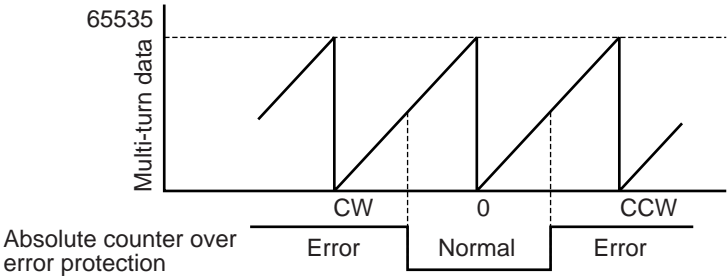 65535
Multi-turn data
CW 0 CCW
Absolute counter over
error protection
Error Normal Error